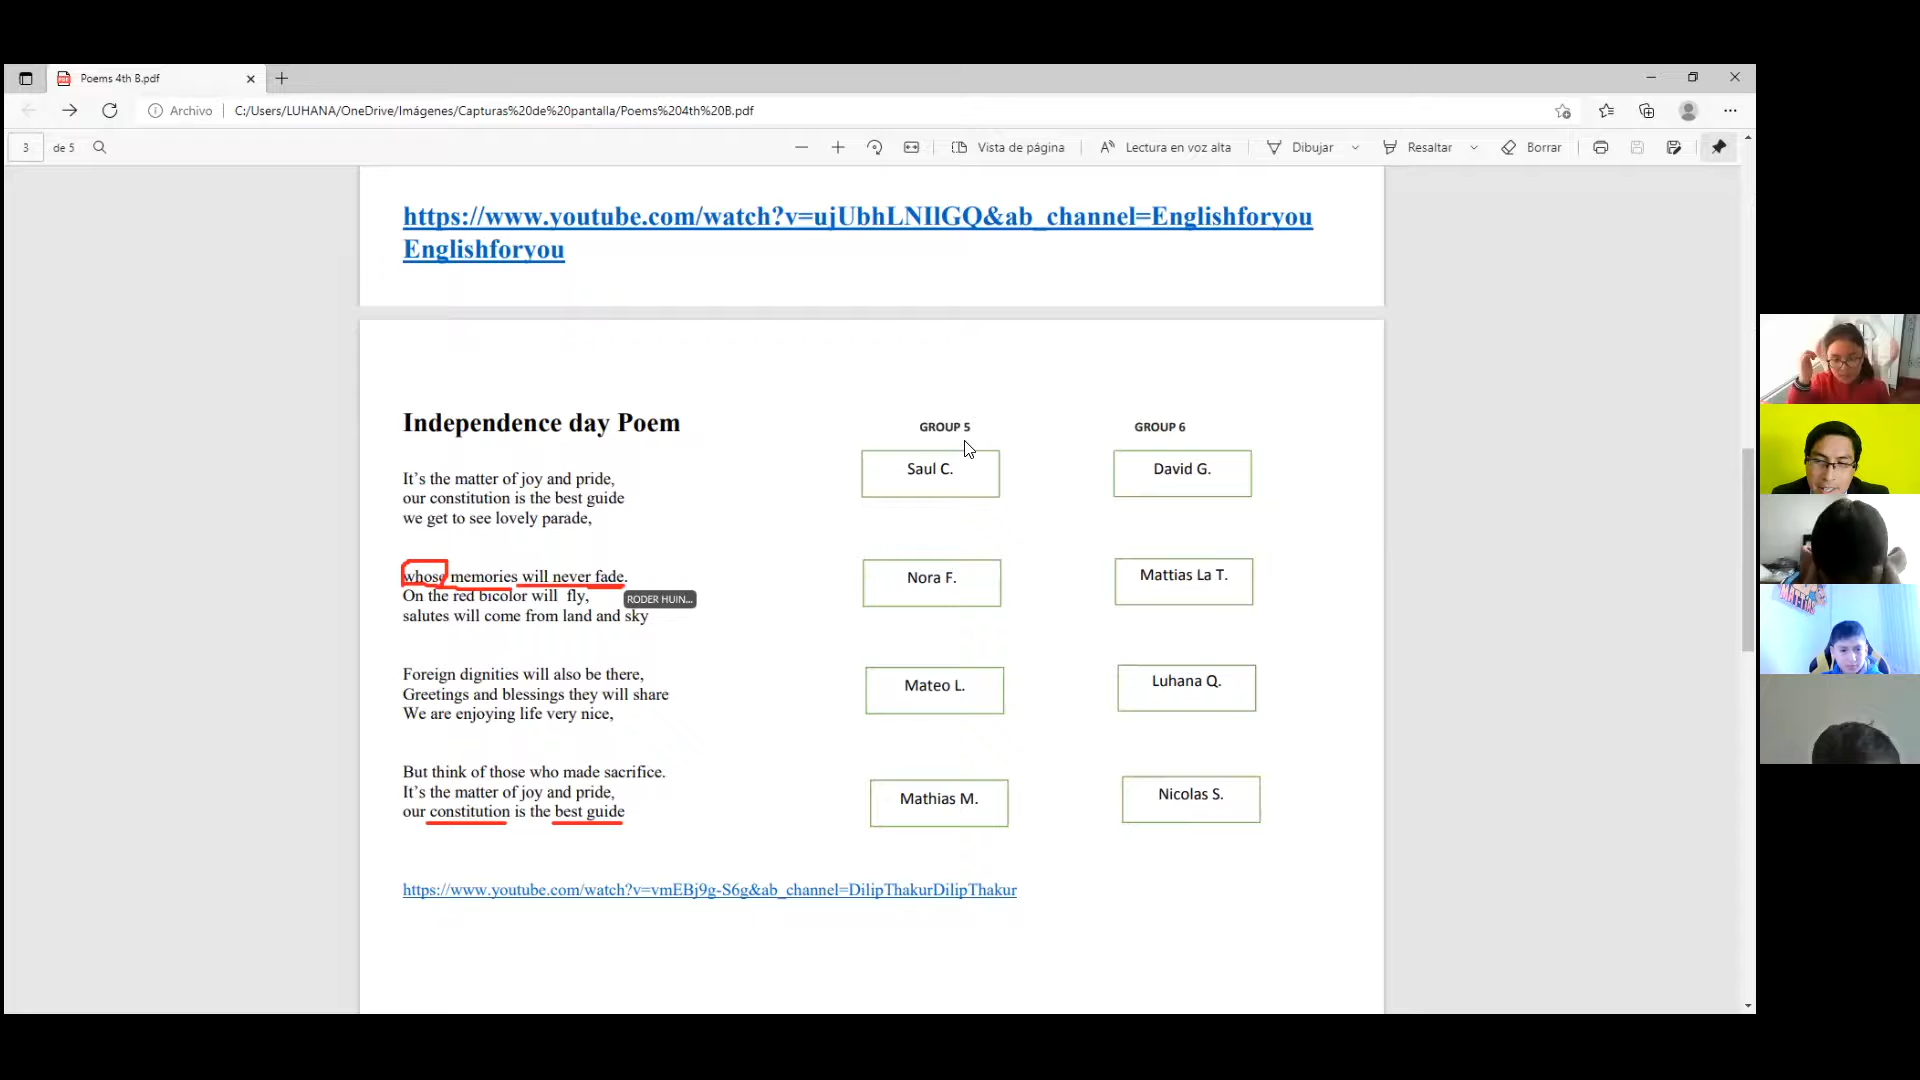 Poems 4th B.pdf
Archivo
C:/Users/LUHANA/OneDrive/Imágenes/Capturas%20de%20pantalla/Poems%204th%20B.pdf
3 de 5
Vista de página
Lectura en voz alta
Dibujar
Resaltar
Borrar
https://www.youtube.com/watch?v=ujUbhLNIlGQ&ab_channel=Englishforyou
Englishforyou
Independence day Poem
It's the matter of joy and pride,
our constitution is the best guide
we get to see lovely parade,
whose memories will never fade.
On the red bicolor will fly,
RODER HUIN...
salutes will come from land and sky
Foreign dignities will also be there,
Greetings and blessings they will share
We are enjoying life very nice,
But think of those who made sacrifice.
It's the matter of joy and pride,
our constitution is the best guide
https://www.youtube.com/watch?v=vmEBj9g-S6g&ab_channel=DilipThakurDilipThakur
GROUP 5
Saul C.
Nora F.
Mateo L.
Mathias M.
GROUP 6
David G.
Mattias La T.
Luhana Q.
Nicolas S.
MATTÍAS